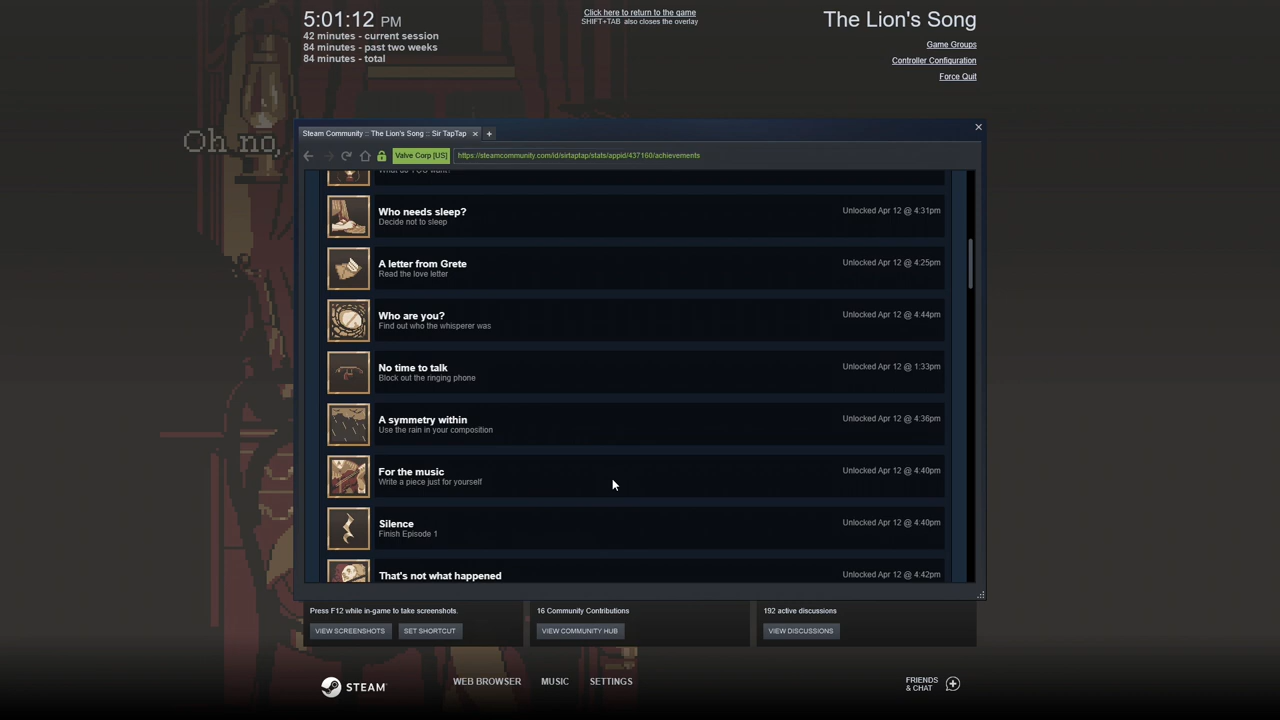 5:01:12 PM
42 minutes - current session
84 minutes - past two weeks
84 minutes - total
Click here to return to the game
SHIFT+TAB also closes the overlay
The Lion's Song
Game Groups
Controller Configuration
Force Quit
Oh no,
Steam Community :: The Lion's Song :: Sir TapTap
Valve Corp [US]
https://steamcommunity.com/id/sirtaptap/stats/appid/437160/achievements
What do YOU want?
Who needs sleep?
Decide not to sleep
Unlocked Apr 12 @ 4:31pm
A letter from Grete
Read the love letter
Unlocked Apr 12 @ 4:25pm
Who are you?
Find out who the whisperer was
Unlocked Apr 12 @ 4:44pm
No time to talk
Block out the ringing phone
Unlocked Apr 12 @ 1:33pm
A symmetry within
Use the rain in your composition
Unlocked Apr 12 @ 4:36pm
For the music
Write a piece just for yourself
Unlocked Apr 12 @ 4:40pm
Silence
Finish Episode 1
Unlocked Apr 12 @ 4:40pm
That's not what happened
Unlocked Apr 12 @ 4:42pm
Press F12 while in-game to take screenshots.
VIEW SCREENSHOTS
SET SHORTCUT
16 Community Contributions
VIEW COMMUNITY HUB
192 active discussions
VIEW DISCUSSIONS
STEAM
WEB BROWSER
MUSIC
SETTINGS
FRIENDS
& CHAT